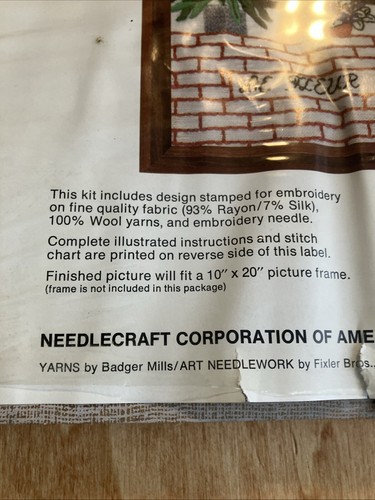 This kit includes design stamped for embroidery
on fine quality fabric (93% Rayon/7% Silk),
100% Wool yarns, and embroidery needle.
Complete illustrated instructions and stitch
chart are printed on reverse side of this label.
Finished picture will fit a 10" x 20" picture frame.
(frame is not included in this package)
NEEDLECRAFT CORPORATION OF AME
YARNS by Badger Mills/ART NEEDLEWORK by Fixler Bros..